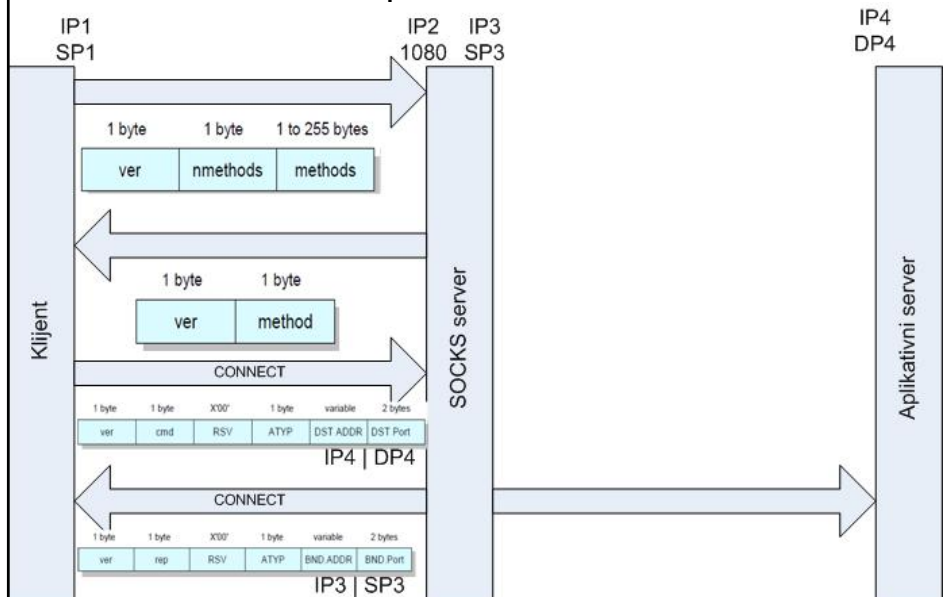 IP1
SP1
IP2
1080
IP3
SP3
IP4
DP4
1 byte 1 byte 1 to 255 bytes
ver nmethods methods
1 byte 1 byte
ver method
CONNECT
1 byte 1 byte X'00' 1 byte variable 2 bytes
ver cmd RSV ATYP DST ADDR DST Port
IP4 | DP4
CONNECT
1 byte 1 byte X'00' 1 byte variable 2 bytes
ver rep RSV ATYP BND.ADDR BND.Port
IP3 | SP3
Klijent
SOCKS server
Aplikativni server